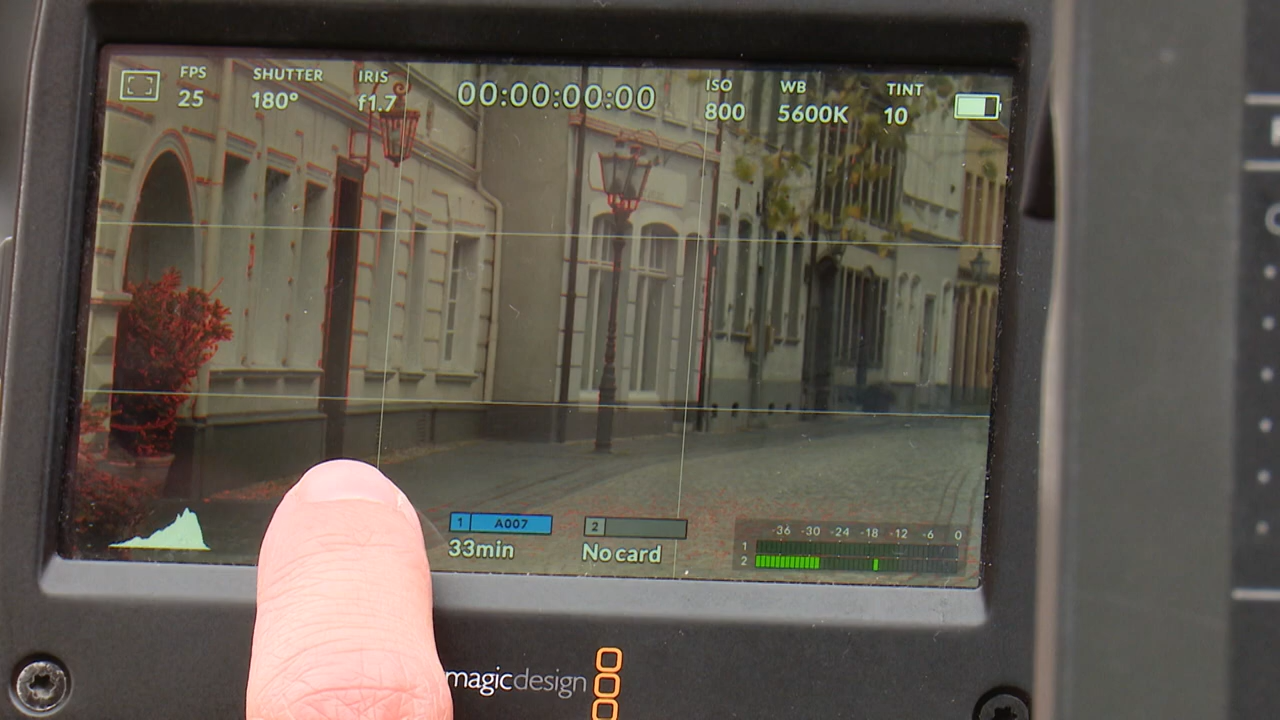 FPS SHUTTER IRIS ISO WB TINT
25 180° f1.7 00:00:00:00 800 5600K 10
1 A007 2
33min No card
-36 -30 -24 -18 -12 -6 0
1
2
magicdesign